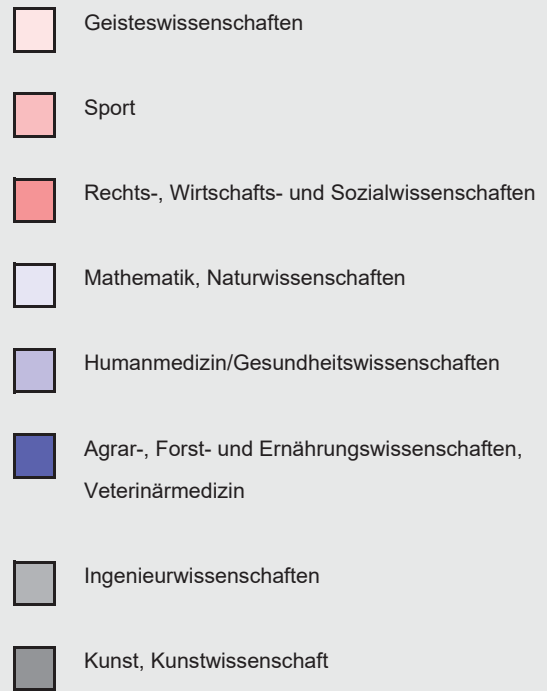 Geisteswissenschaften
Sport
Rechts-, Wirtschafts- und Sozialwissenschaften
Mathematik, Naturwissenschaften
Humanmedizin/Gesundheitswissenschaften
Agrar-, Forst- und Ernährungswissenschaften,
Veterinärmedizin
Ingenieurwissenschaften
Kunst, Kunstwissenschaft